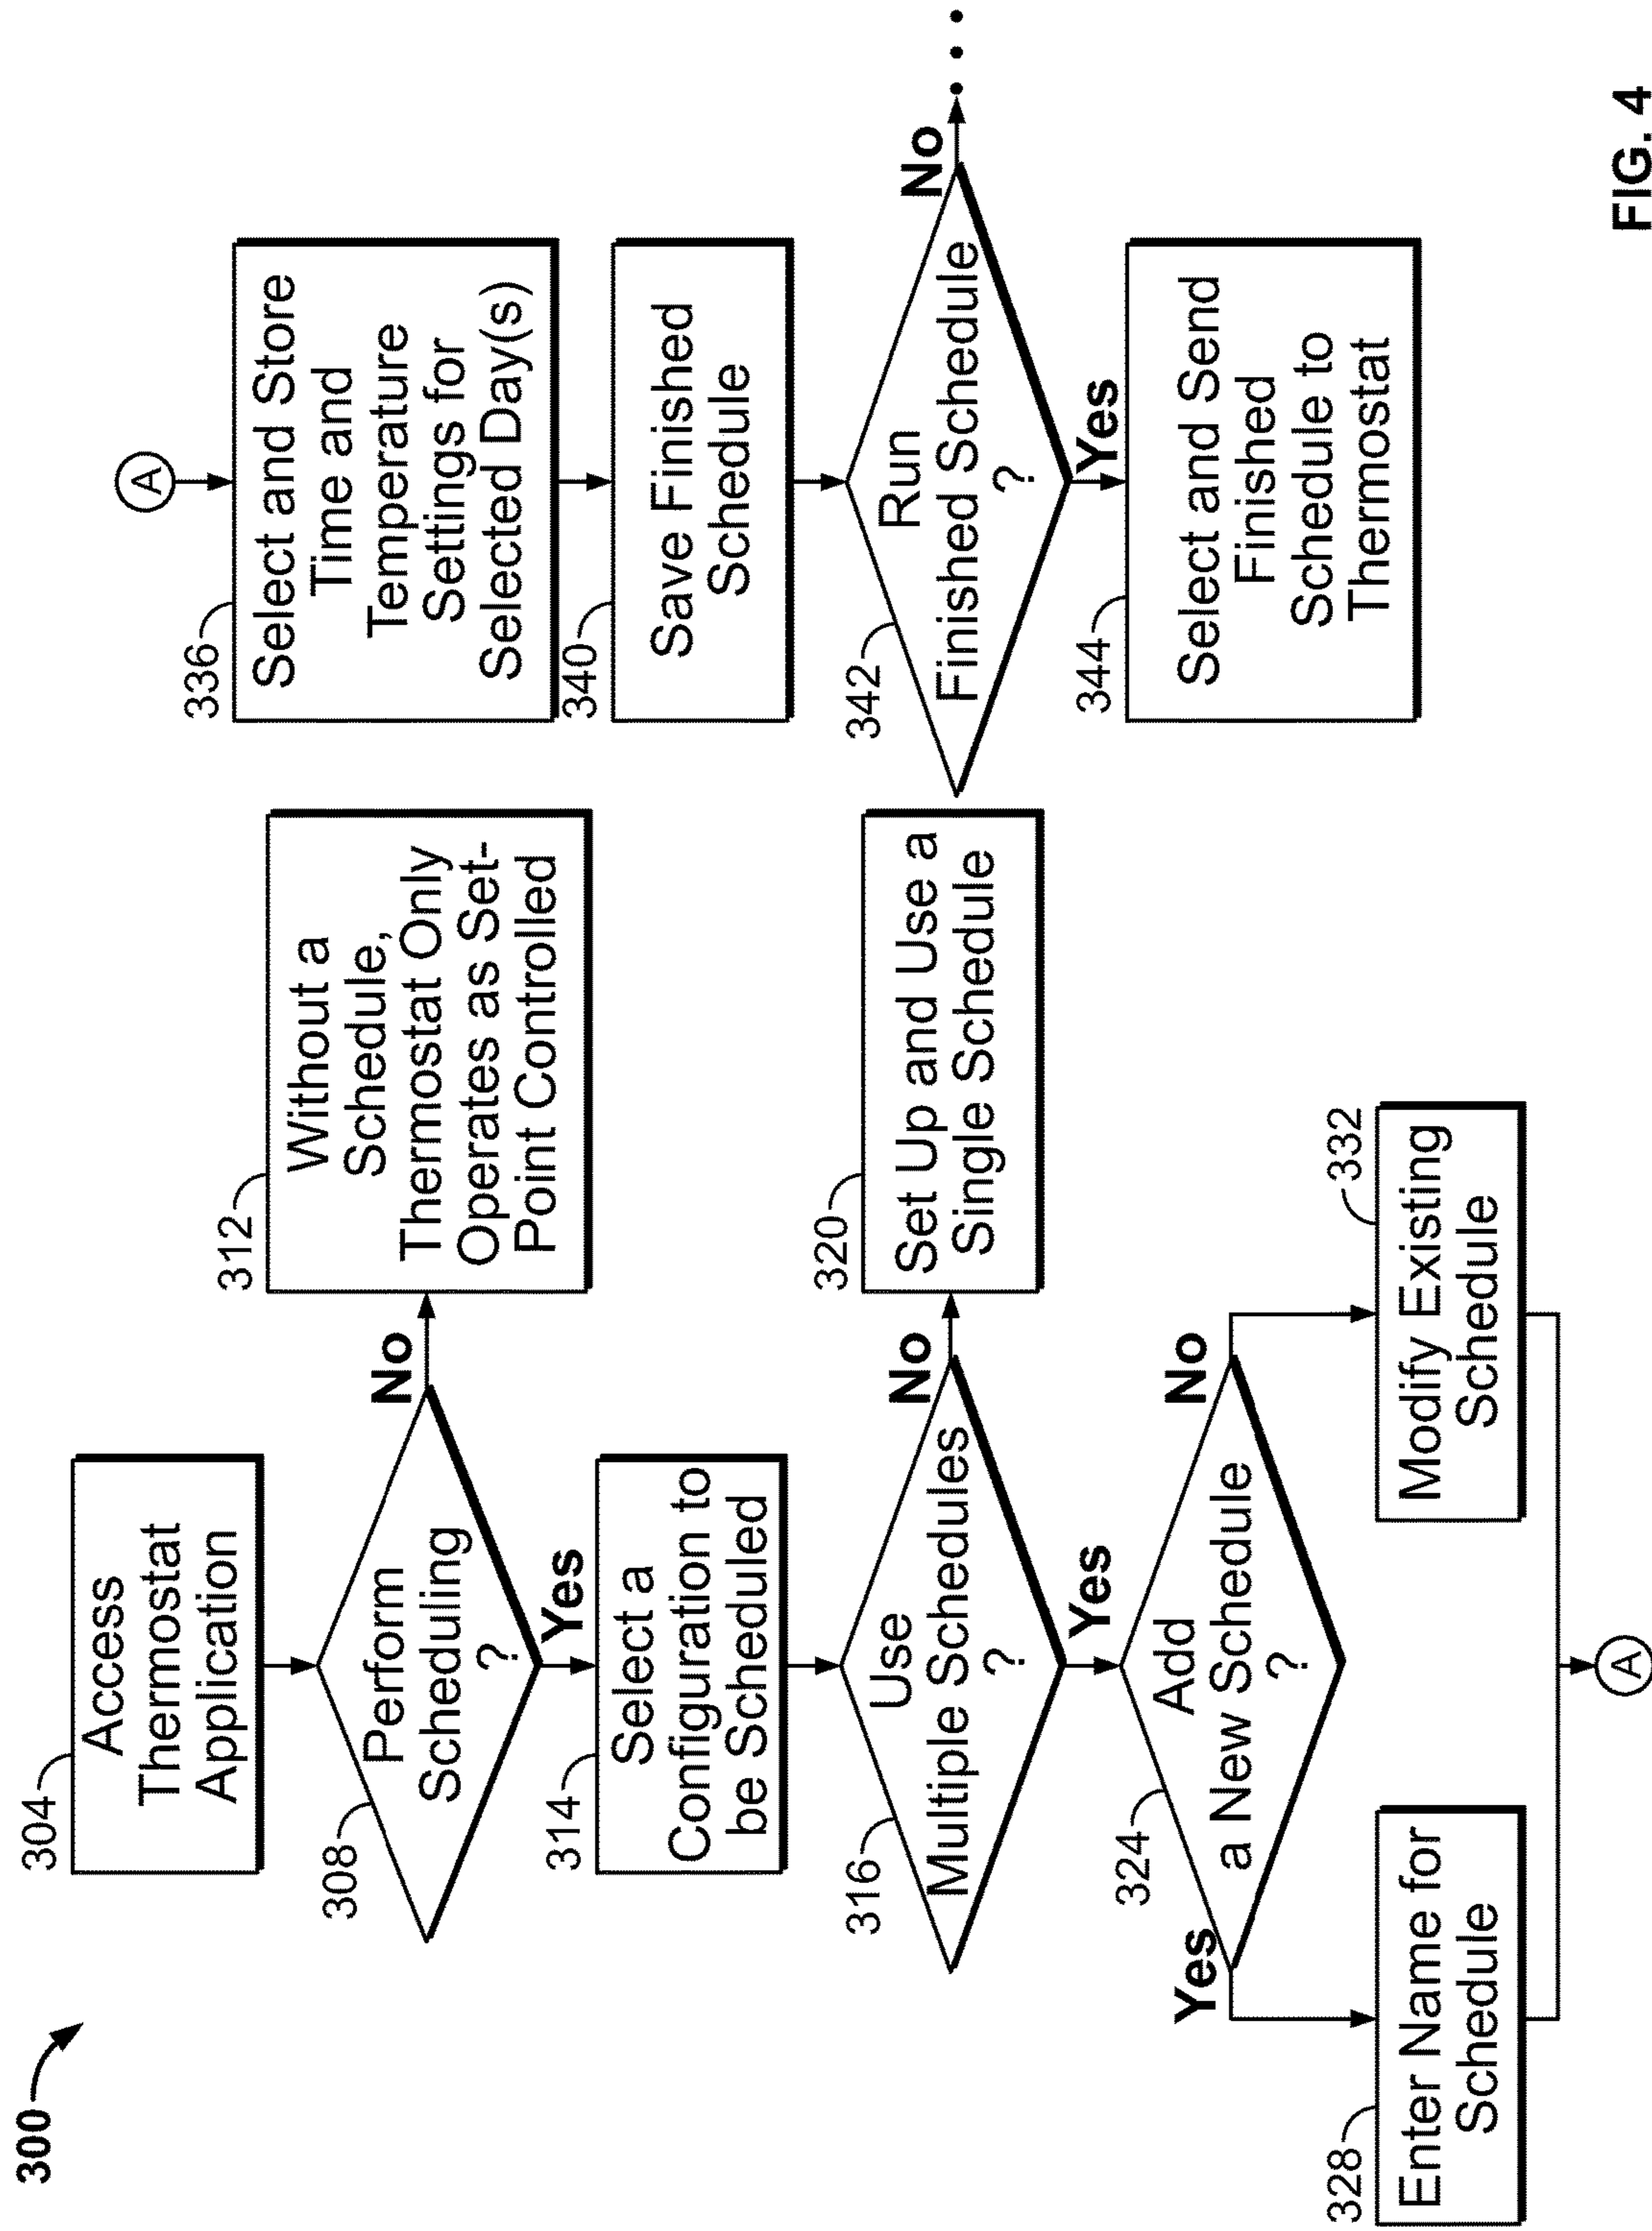 300
304
Access
Thermostat
Application
308
Perform
Scheduling
?
No
Yes
312
Without a
Schedule,
Thermostat Only
Operates as Set-
Point Controlled
314
Select a
Configuration to
be Scheduled
316
Use
Multiple Schedules
?
No
Yes
320
Set Up and Use a
Single Schedule
324
Add
a New Schedule
?
Yes
No
328
Enter Name for
Schedule
332
Modify Existing
Schedule
A
A
336
Select and Store
Time and
Temperature
Settings for
Selected Day(s)
340
Save Finished
Schedule
342
Run
Finished Schedule
?
No
• • •
Yes
344
Select and Send
Finished
Schedule to
Thermostat
FIG. 4